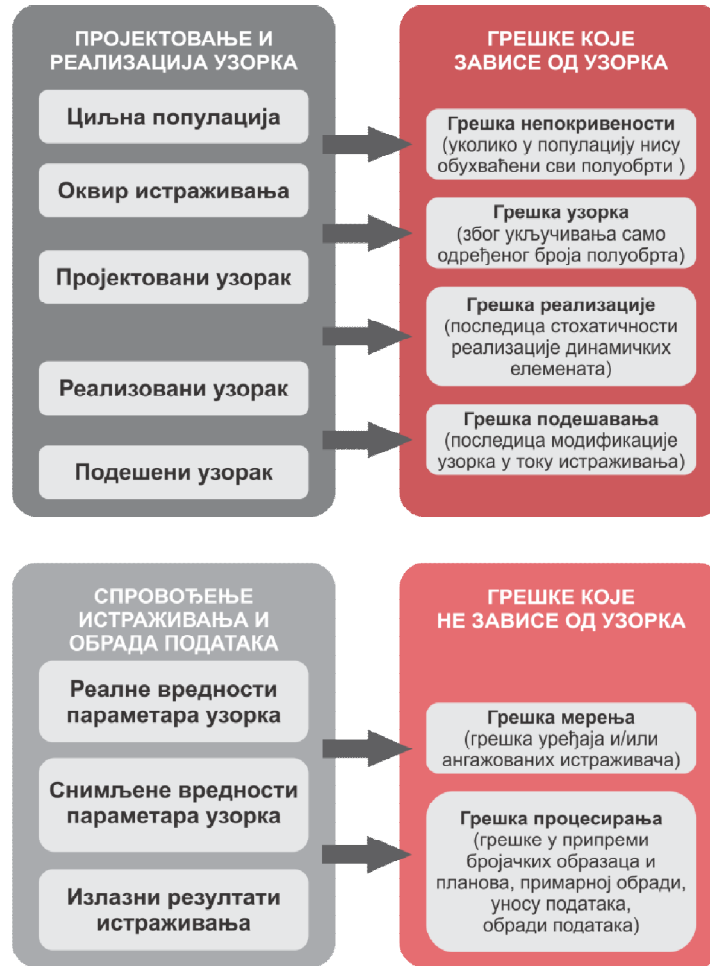 ПРОЈЕКТОВАЊЕ И
РЕАЛИЗАЦИЈА УЗОРКА
Циљна популација
Оквир истраживања
Пројектовани узорак
Реализовани узорак
Подешени узорак
ГРЕШКЕ КОЈЕ
ЗАВИСЕ ОД УЗОРКА
Грешка непокривености
(уколико у популацију нису
обухваћени сви полуобрти )
Грешка узорка
(због укључивања само
одређеног броја полуобрта)
Грешка реализације
(последица стохатичности
реализације динамичких
елемената)
Грешка подешавања
(последица модификације
узорка у току истраживања)
СПРОВОЂЕЊЕ
ИСТРАЖИВАЊА И
ОБРАДА ПОДАТАКА
Реалне вредности
параметара узорка
Снимљене вредности
параметара узорка
Излазни резултати
истраживања
ГРЕШКЕ КОЈЕ
НЕ ЗАВИСЕ ОД УЗОРКА
Грешка мерења
(грешка уређаја и/или
ангажованих истраживача)
Грешка процесирања
(грешке у припреми
бројачких образаца и
планова, примарној обради,
уносу података,
обради података)